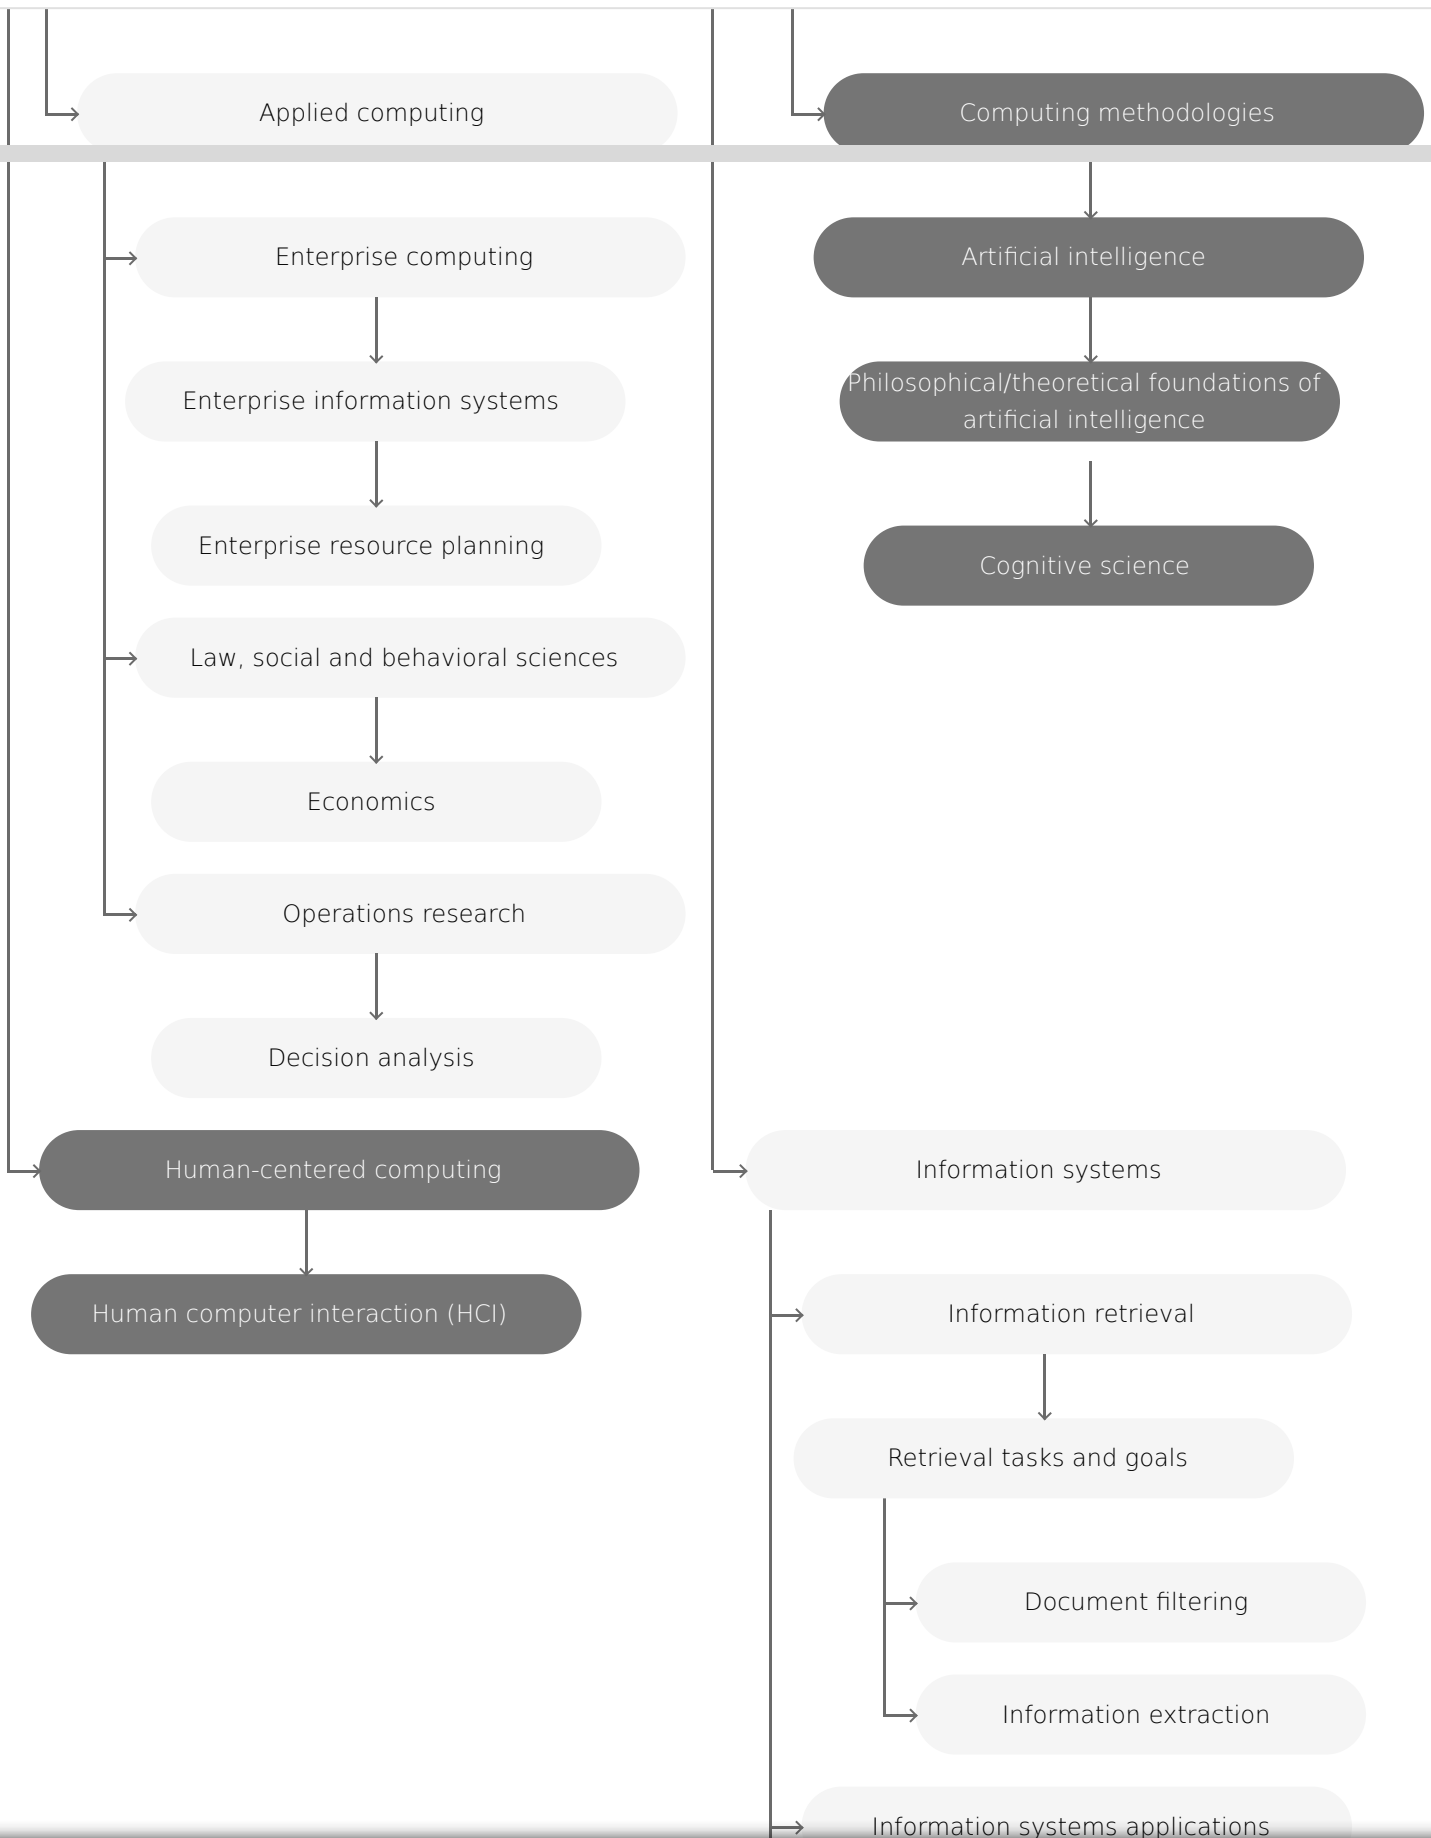 Applied computing
Computing methodologies
Enterprise computing
Artificial intelligence
Enterprise information systems
Philosophical/theoretical foundations of
artificial intelligence
Enterprise resource planning
Cognitive science
Law, social and behavioral sciences
Economics
Operations research
Decision analysis
Human-centered computing
Information systems
Human computer interaction (HCI)
Information retrieval
Retrieval tasks and goals
Document filtering
Information extraction
Information systems applications